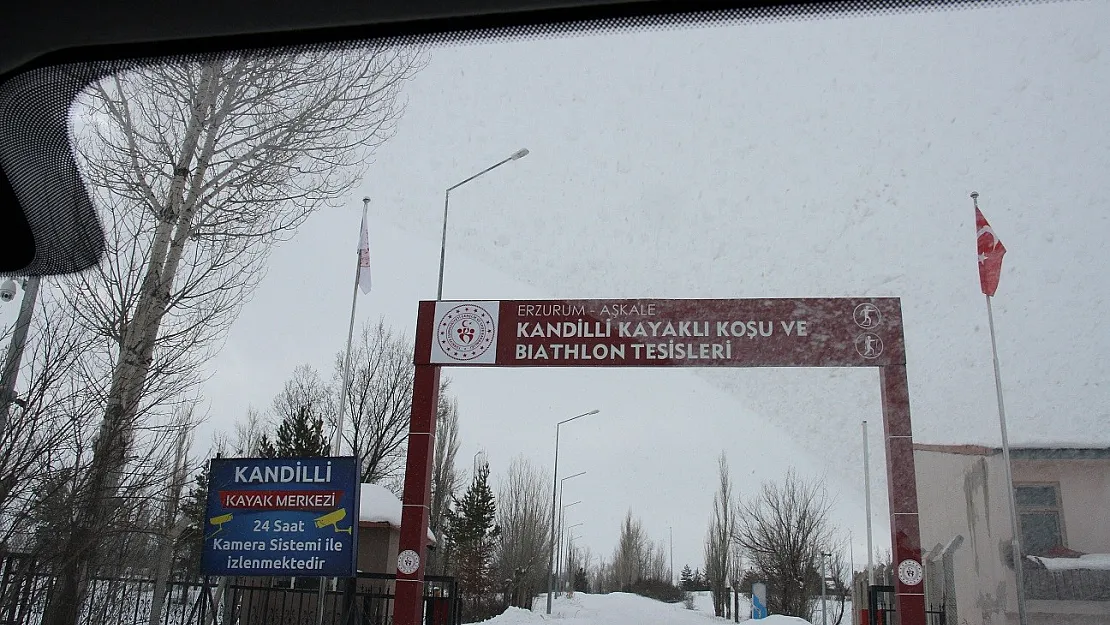 ERZURUM - AŞKALE
KANDİLLİ KAYAKLI KOŞU VE
BIATHLON TESİSLERİ
KANDİLLİ
KAYAK MERKEZİ
24 Saat
Kamera Sistemi ile
izlenmektedir